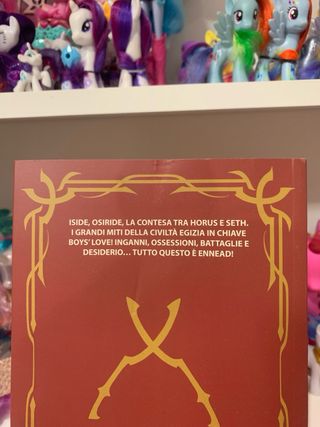 ISIDE, OSIRIDE, LA CONTESA TRA HORUS E SETH.
I GRANDI MITI DELLA CIVILTÀ EGIZIA IN CHIAVE
BOYS' LOVE! INGANNI, OSSESSIONI, BATTAGLIE E
DESIDERIO... TUTTO QUESTO È ENNEAD!